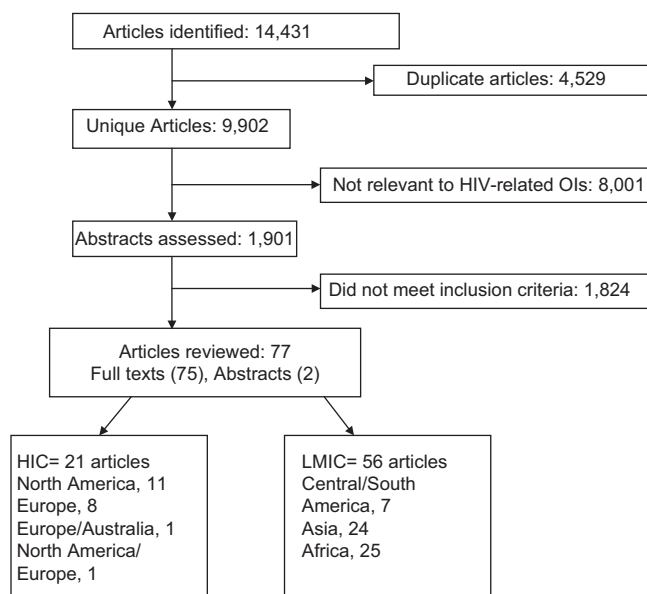 Articles identified: 14,431
Duplicate articles: 4,529
Unique Articles: 9,902
Not relevant to HIV-related OIs: 8,001
Abstracts assessed: 1,901
Did not meet inclusion criteria: 1,824
Articles reviewed: 77
Full texts (75), Abstracts (2)
HIC= 21 articles
North America, 11
Europe, 8
Europe/Australia, 1
North America/
Europe, 1
LMIC= 56 articles
Central/South
America, 7
Asia, 24
Africa, 25